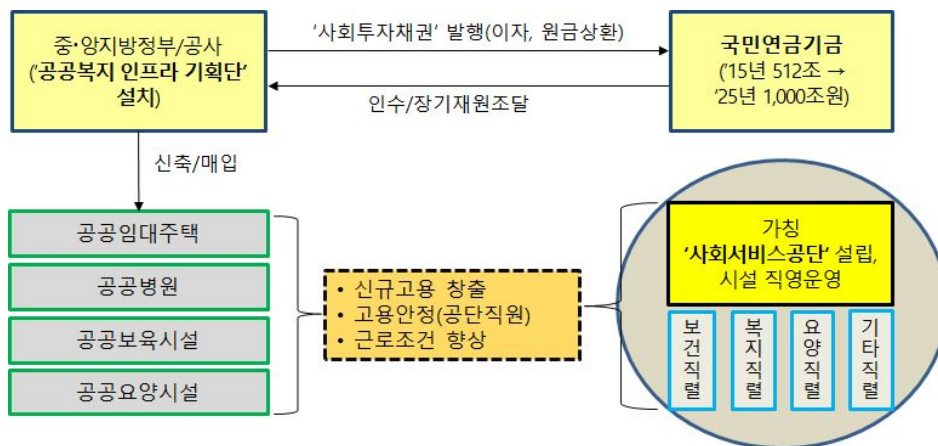 중·앙지방정부/공사
('공공복지 인프라 기획단'
설치)
'사회투자채권' 발행(이자, 원금상환)
인수/장기재원조달
국민연금기금
('15년 512조 →
'25년 1,000조원)
신축/매입
공공임대주택
공공병원
공공보육시설
공공요양시설
• 신규고용 창출
• 고용안정(공단직원)
• 근로조건 향상
가칭
'사회서비스공단' 설립,
시설 직영운영
보건직렬
복지직렬
요양직렬
기타직렬